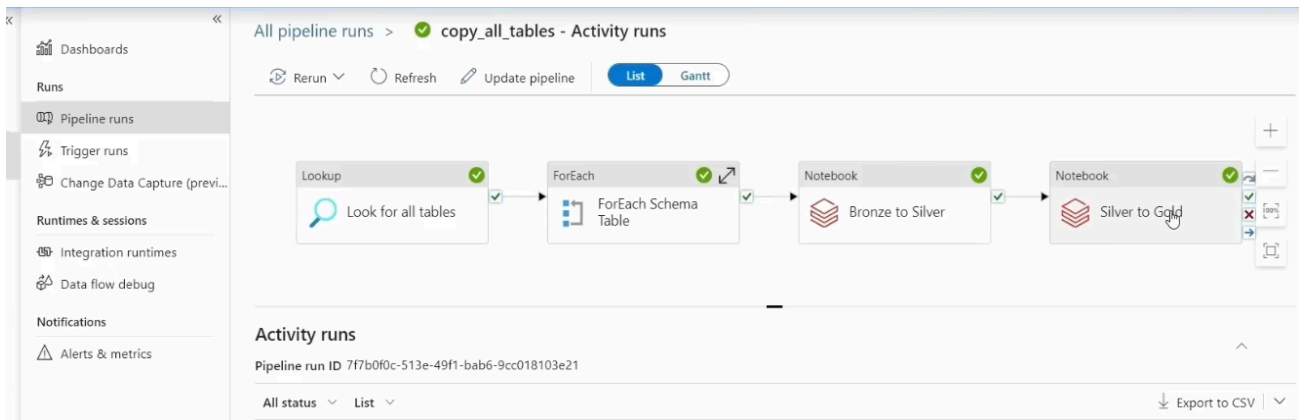 Dashboards
Runs
Pipeline runs
Trigger runs
Change Data Capture (previ...
Runtimes & sessions
Integration runtimes
Data flow debug
Notifications
Alerts & metrics
All pipeline runs > copy_all_tables - Activity runs
Rerun Refresh Update pipeline List Gantt
Lookup
Look for all tables
ForEach
ForEach Schema
Table
Notebook
Bronze to Silver
Notebook
Silver to Gold
100%
Activity runs
Pipeline run ID 7f7b0f0c-513e-49f1-bab6-9cc018103e21
All status List Export to CSV